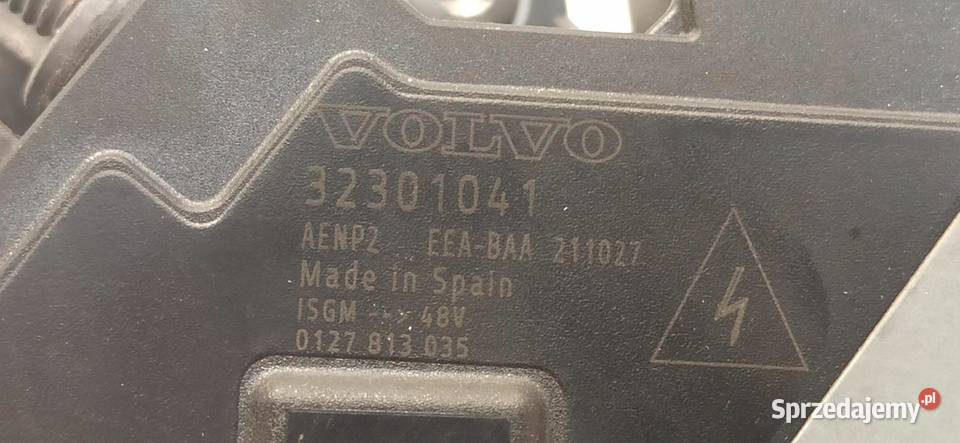 VOLVO
32301041
AENP2 EEA-BAA 211027
Made in Spain
ISGM 48V
0127 813 035
Sprzedajemy.pl